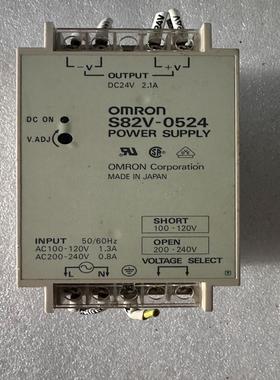 -V +V
OUTPUT
DC24V 2.1A
OMRON
S82V-0524
POWER SUPPLY
DC ON
V.ADJ
OMRON Corporation
MADE IN JAPAN
SHORT
100-120V
OPEN
200-240V
VOLTAGE SELECT
INPUT 50/60Hz
AC100-120V 1.3A
AC200-240V 0.8A
L N